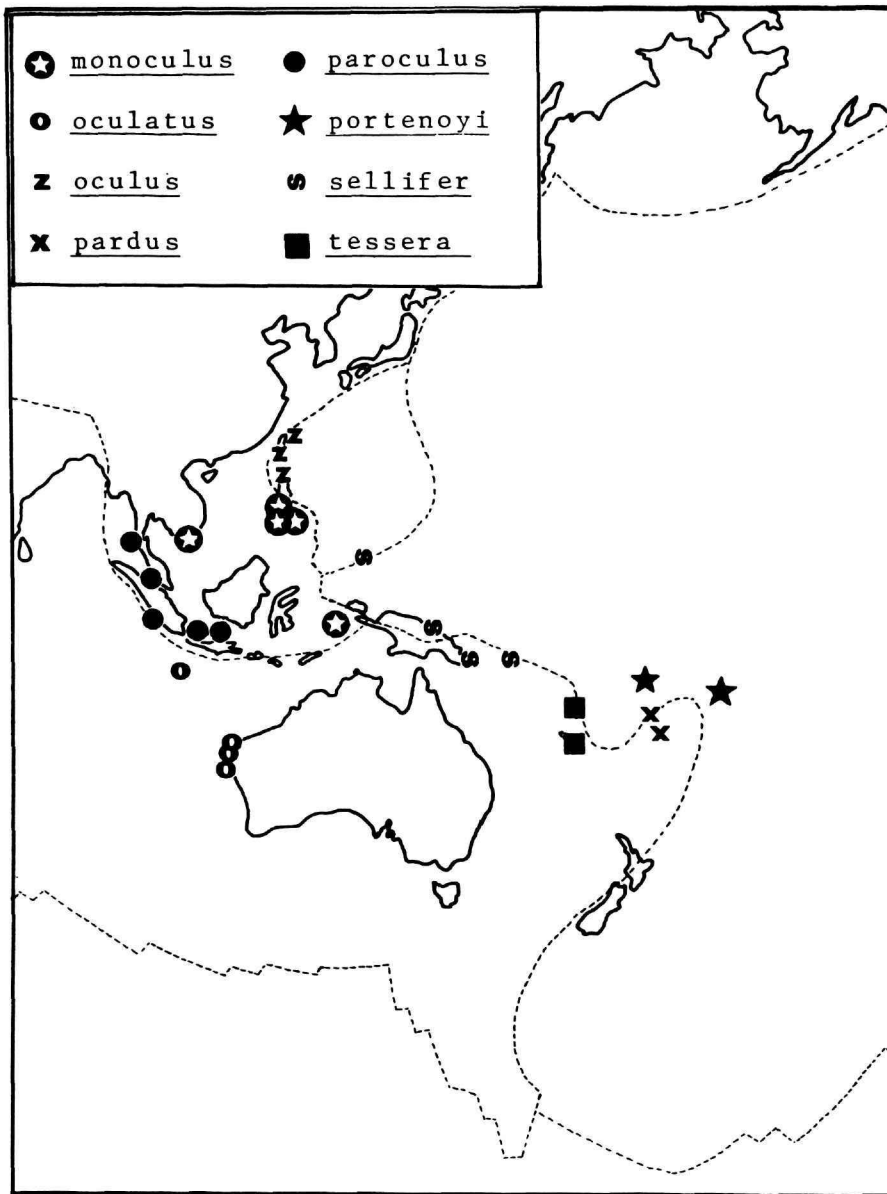 monoculus
paroculus
oculatus
portenoyi
oculus
sellifer
pardus
tessera